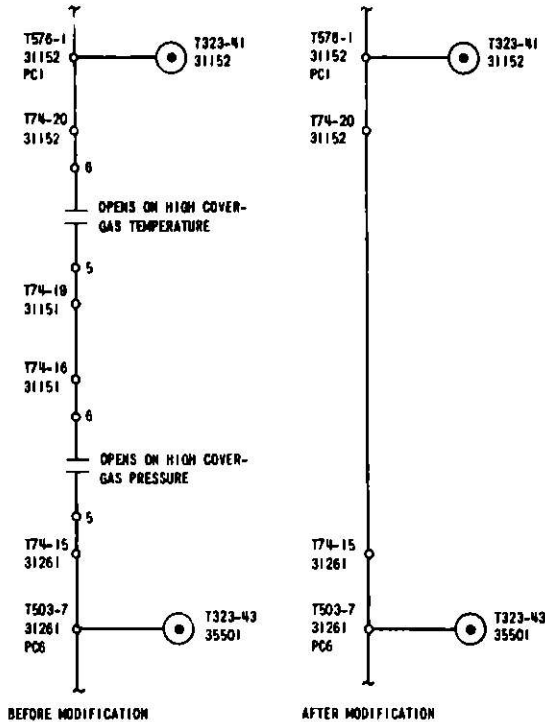 T576-1
31152
PC1
T323-41
31152
T74-20
31152
6
OPENS ON HIGH COVER-
GAS TEMPERATURE
5
T74-19
31151
T74-16
31151
6
OPENS ON HIGH COVER-
GAS PRESSURE
5
T74-15
31261
T503-7
31261
PC6
T323-43
35501
BEFORE MODIFICATION
T576-1
31152
PC1
T323-41
31152
T74-20
31152
T74-15
31261
T503-7
31261
PC6
T323-43
35501
AFTER MODIFICATION